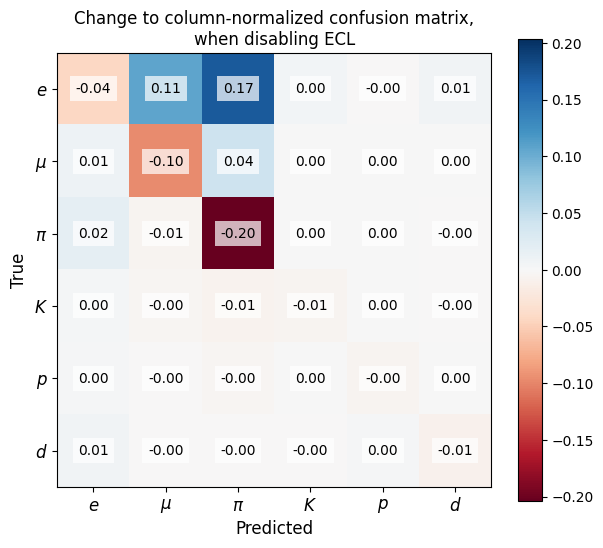 Change to column-normalized confusion matrix,
when disabling ECL
e -0.04 0.11 0.17 0.00 -0.00 0.01
μ 0.01 -0.10 0.04 0.00 0.00 0.00
π 0.02 -0.01 -0.20 0.00 0.00 -0.00
K 0.00 -0.00 -0.01 -0.01 0.00 -0.00
p 0.00 -0.00 -0.00 0.00 -0.00 0.00
d 0.01 -0.00 -0.00 -0.00 0.00 -0.01
True
e μ π K p d
Predicted
0.20
0.15
0.10
0.05
0.00
−0.05
−0.10
−0.15
−0.20